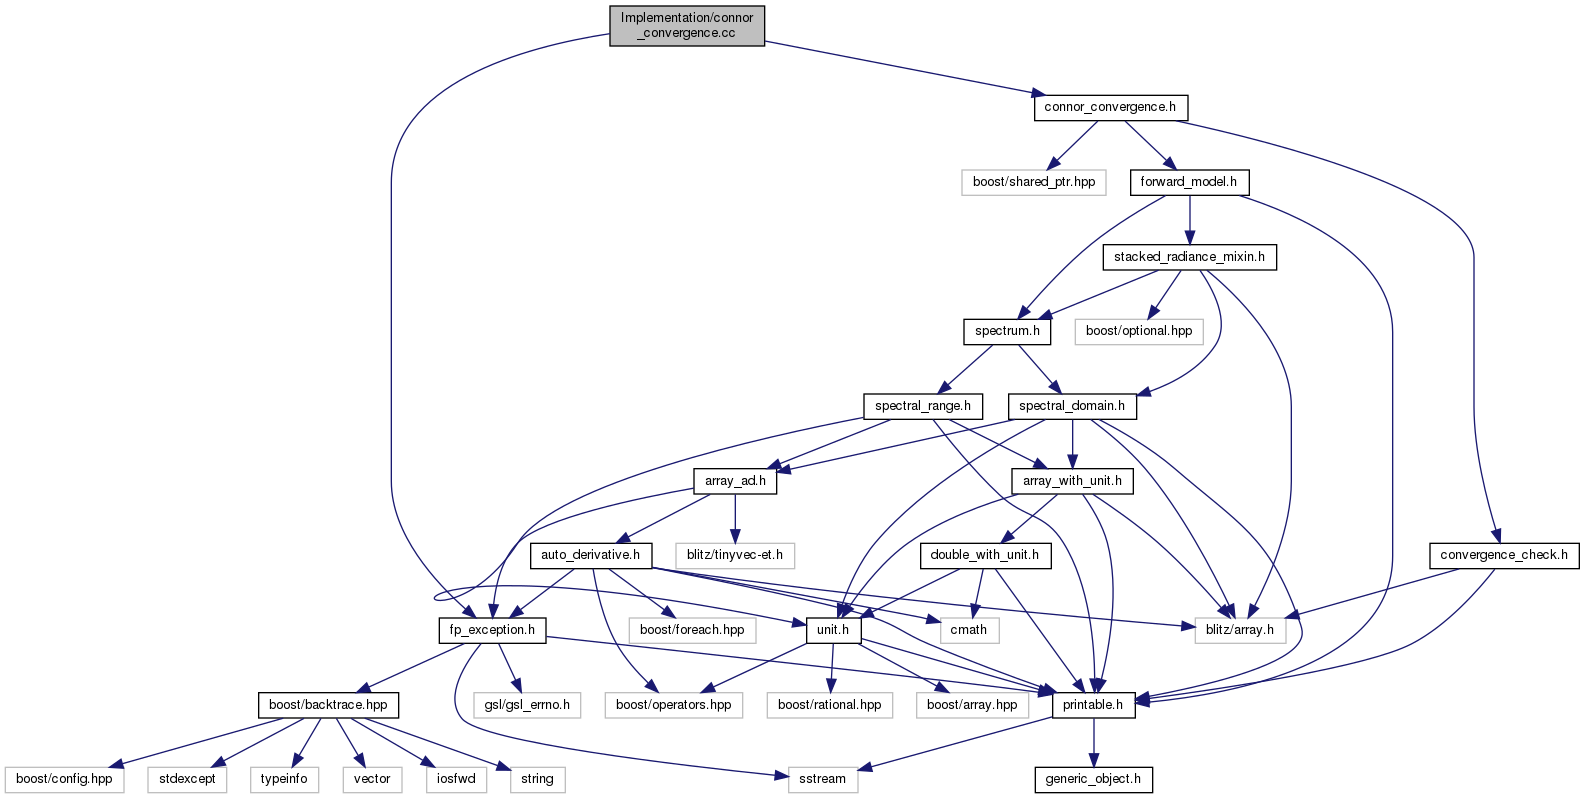 Implementation/connor
_convergence.cc
connor_convergence.h
boost/shared_ptr.hpp
forward_model.h
stacked_radiance_mixin.h
spectrum.h
boost/optional.hpp
spectral_range.h
spectral_domain.h
array_ad.h
array_with_unit.h
auto_derivative.h
blitz/tinyvec-et.h
double_with_unit.h
convergence_check.h
fp_exception.h
boost/foreach.hpp
unit.h
cmath
blitz/array.h
boost/backtrace.hpp
gsl/gsl_errno.h
boost/operators.hpp
boost/rational.hpp
boost/array.hpp
printable.h
boost/config.hpp
stdexcept
typeinfo
vector
iosfwd
string
sstream
generic_object.h